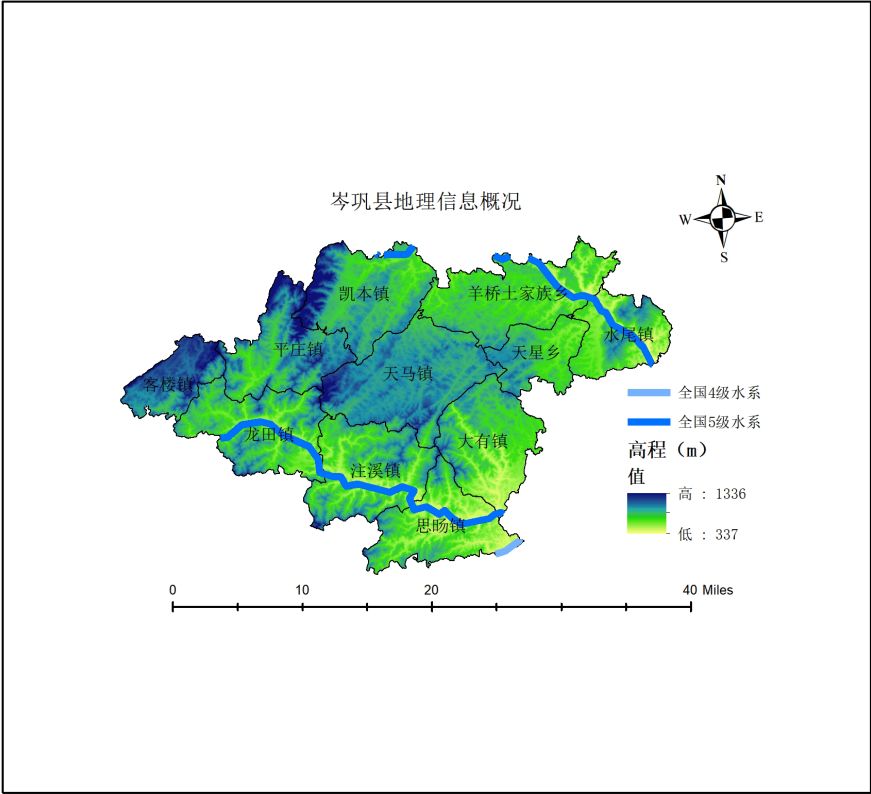 岑巩县地理信息概况
N
W
E
S
凯本镇
羊桥土家族乡
水尾镇
平庄镇
天星乡
天马镇
客楼镇
全国4级水系
全国5级水系
龙田镇
大有镇
注溪镇
高程（m）
值
高 : 1336
思旸镇
低 : 337
0
10
20
40 Miles